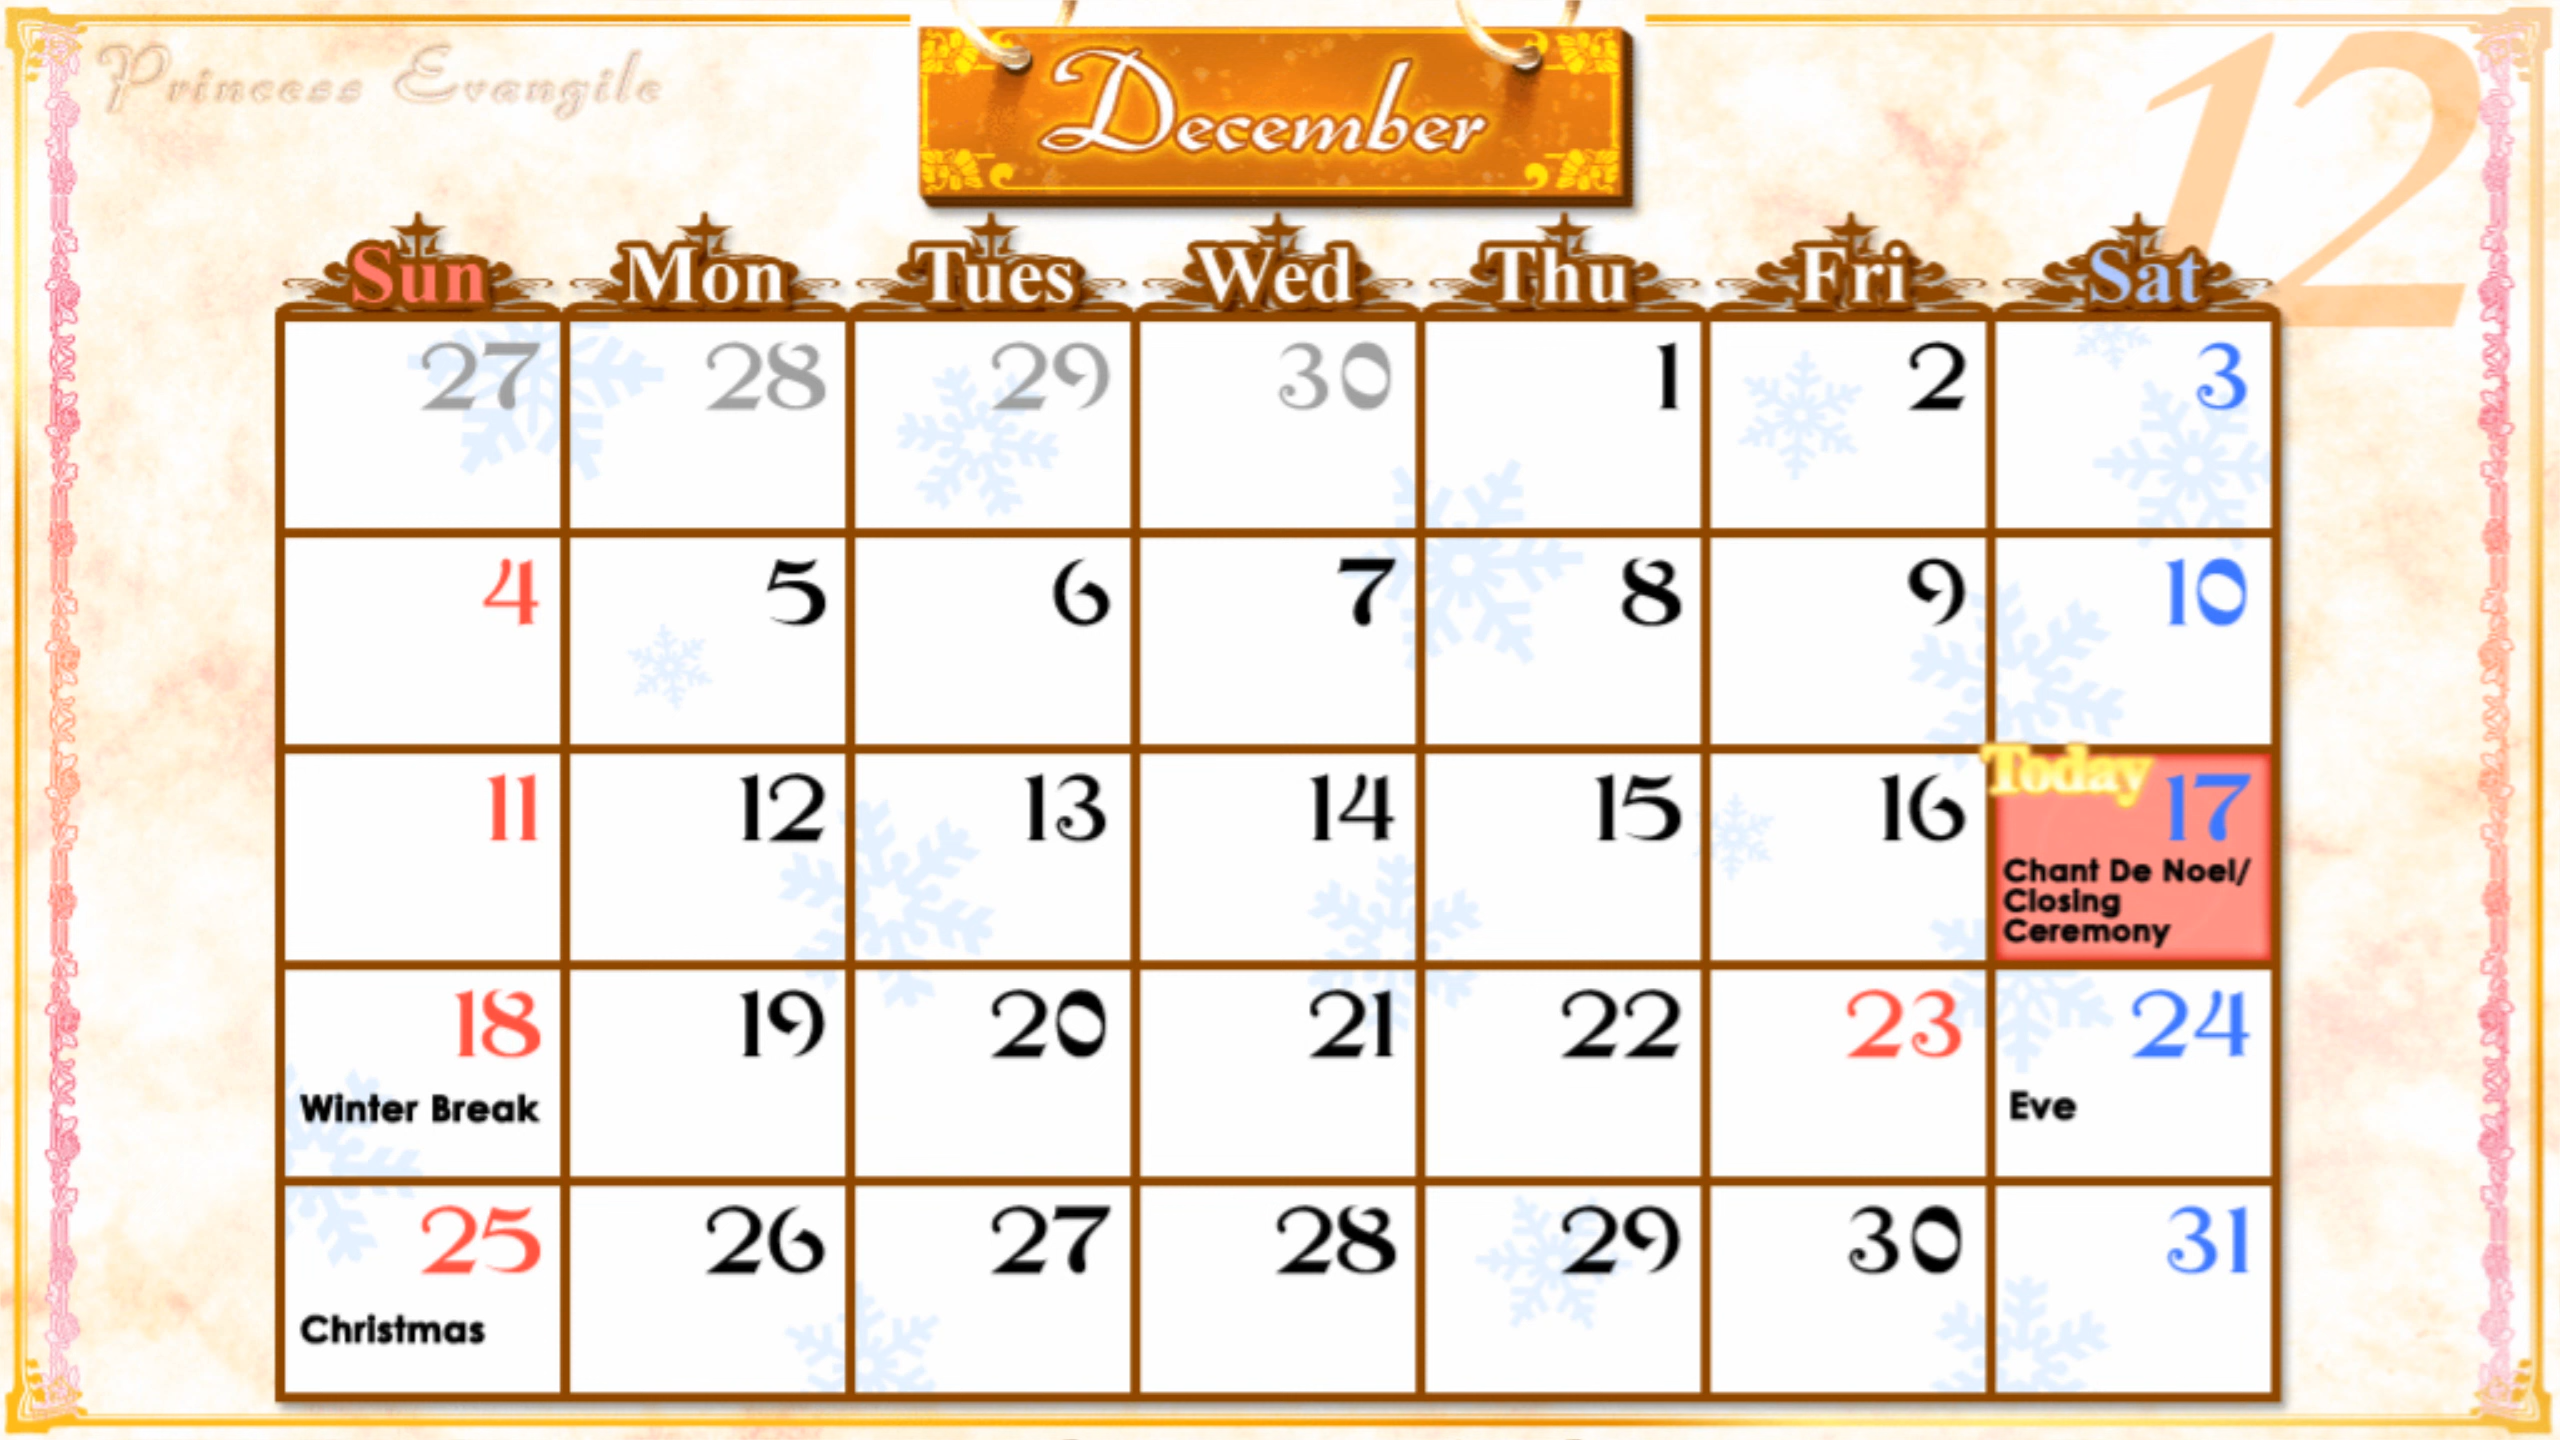 Princess Evangile
December
12
Sun Mon Tues Wed Thu Fri Sat
27 28 29 30 1 2 3
4 5 6 7 8 9 10
11 12 13 14 15 16 Today 17
Chant De Noel/
Closing
Ceremony
18 19 20 21 22 23 24
Winter Break Eve
25 26 27 28 29 30 31
Christmas